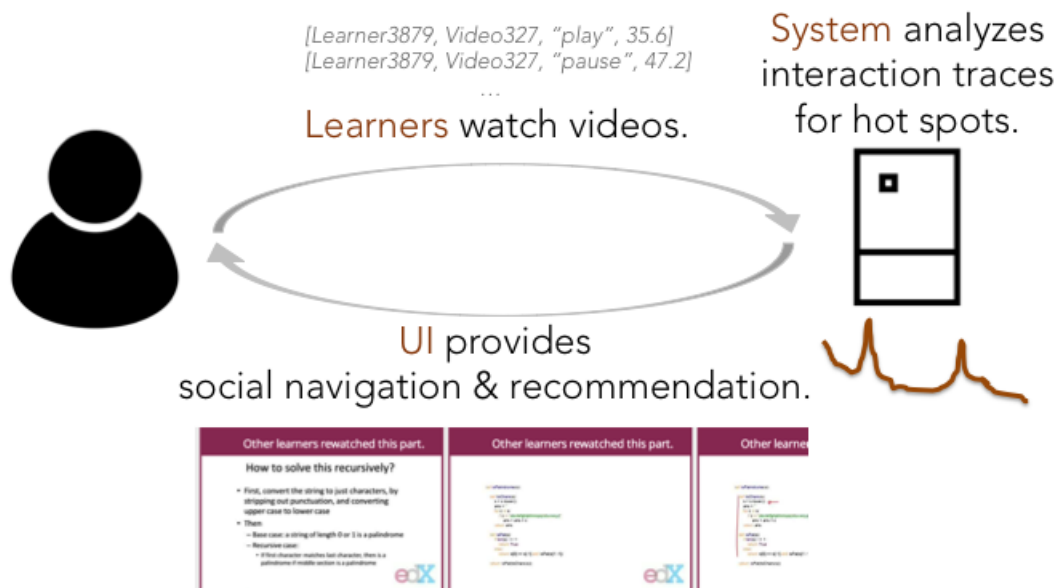 [Learner3879, Video327, “play”, 35.6]
[Learner3879, Video327, “pause”, 47.2]
...
Learners watch videos.
System analyzes
interaction traces
for hot spots.
UI provides
social navigation & recommendation.
Other learners rewatched this part.
How to solve this recursively?
• First, convert the string to just characters, by
stripping out punctuation, and converting
upper case to lower case
• Then
– Base case: a string of length 0 or 1 is a palindrome
– Recursive case:
• If first character matches last character, then is a
palindrome if middle section is a palindrome
edX
Other learners rewatched this part.
edX
Other learne